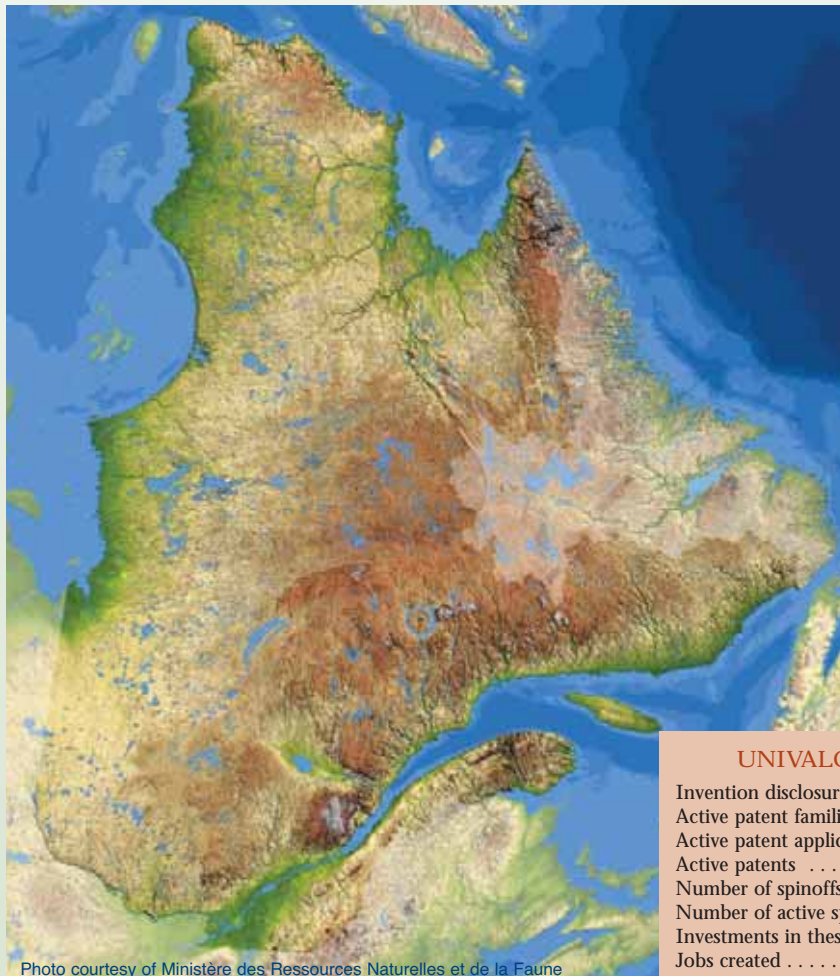 UNIVALO
Invention disclosur
Active patent famili
Active patent applic
Active patents . . . .
Number of spinoffs
Number of active sp
Investments in thes
Jobs created . . . . .
Photo courtesy of Ministère des Ressources Naturelles et de la Faune